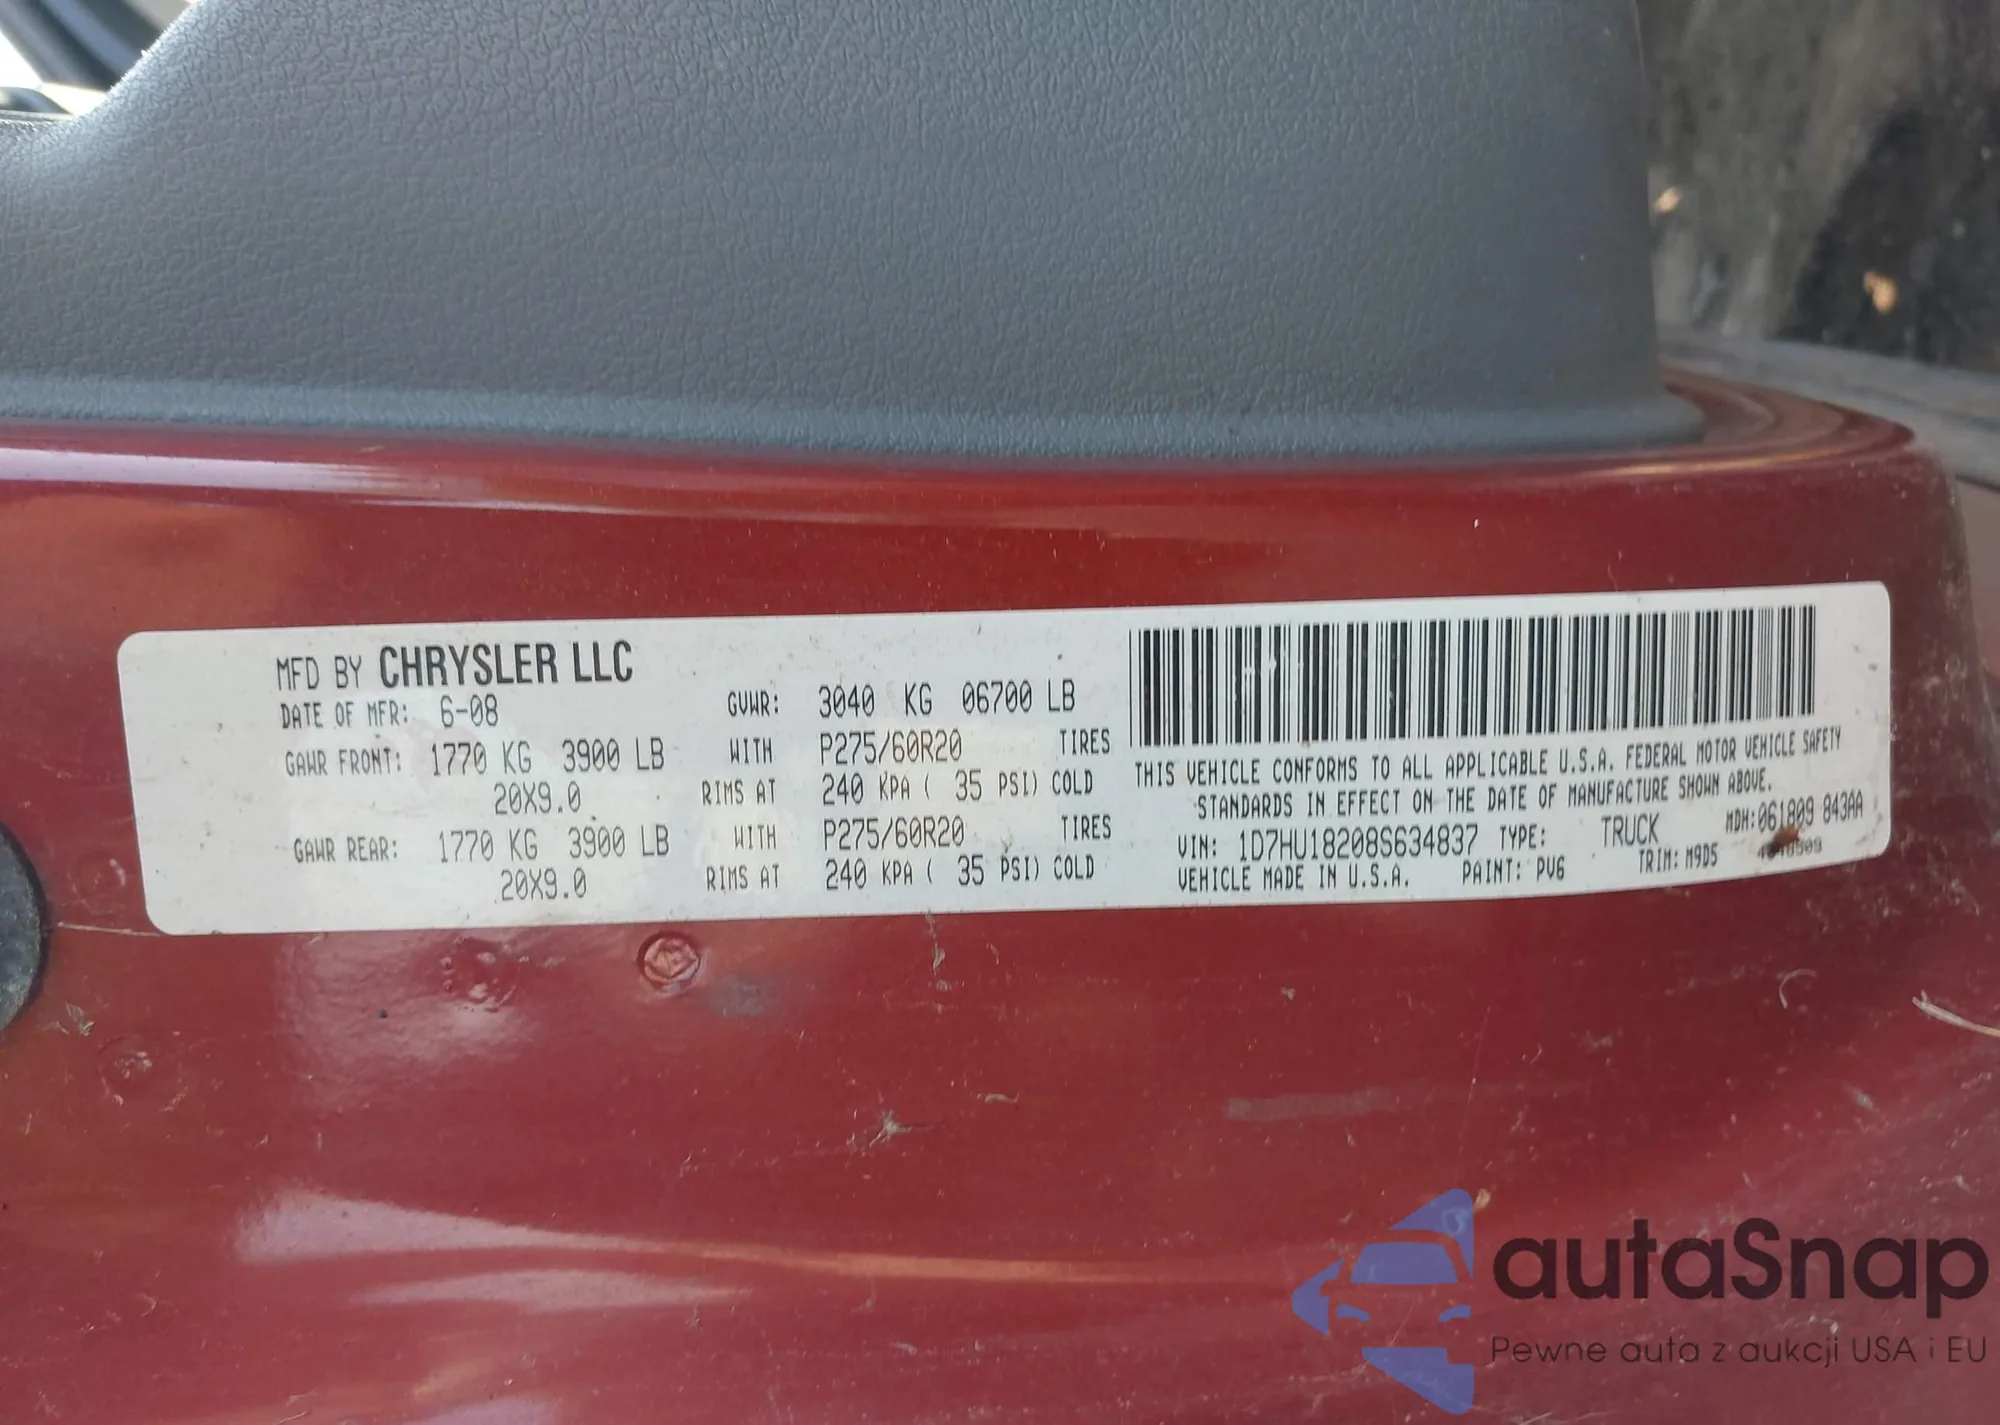 MFD BY CHRYSLER LLC
DATE OF MFR: 6-08 GVWR: 3040 KG 06700 LB
GAWR FRONT: 1770 KG 3900 LB WITH P275/60R20 TIRES
20X9.0 RIMS AT 240 KPA ( 35 PSI) COLD
GAWR REAR: 1770 KG 3900 LB WITH P275/60R20 TIRES
20X9.0 RIMS AT 240 KPA ( 35 PSI) COLD
THIS VEHICLE CONFORMS TO ALL APPLICABLE U.S.A. FEDERAL MOTOR VEHICLE SAFETY
STANDARDS IN EFFECT ON THE DATE OF MANUFACTURE SHOWN ABOVE.
VIN: 1D7HU18208S634837 TYPE: TRUCK MDH:061809 843AA
VEHICLE MADE IN U.S.A. PAINT: PV6 TRIM: M9D5
autaSnap
Pewne auta z aukcji USA i EU